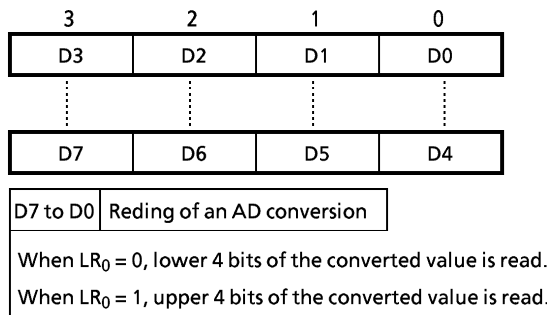 3 2 1 0
D3 D2 D1 D0
D7 D6 D5 D4
D7 to D0 Reding of an AD conversion
When LR₀ = 0, lower 4 bits of the converted value is read.
When LR₀ = 1, upper 4 bits of the converted value is read.